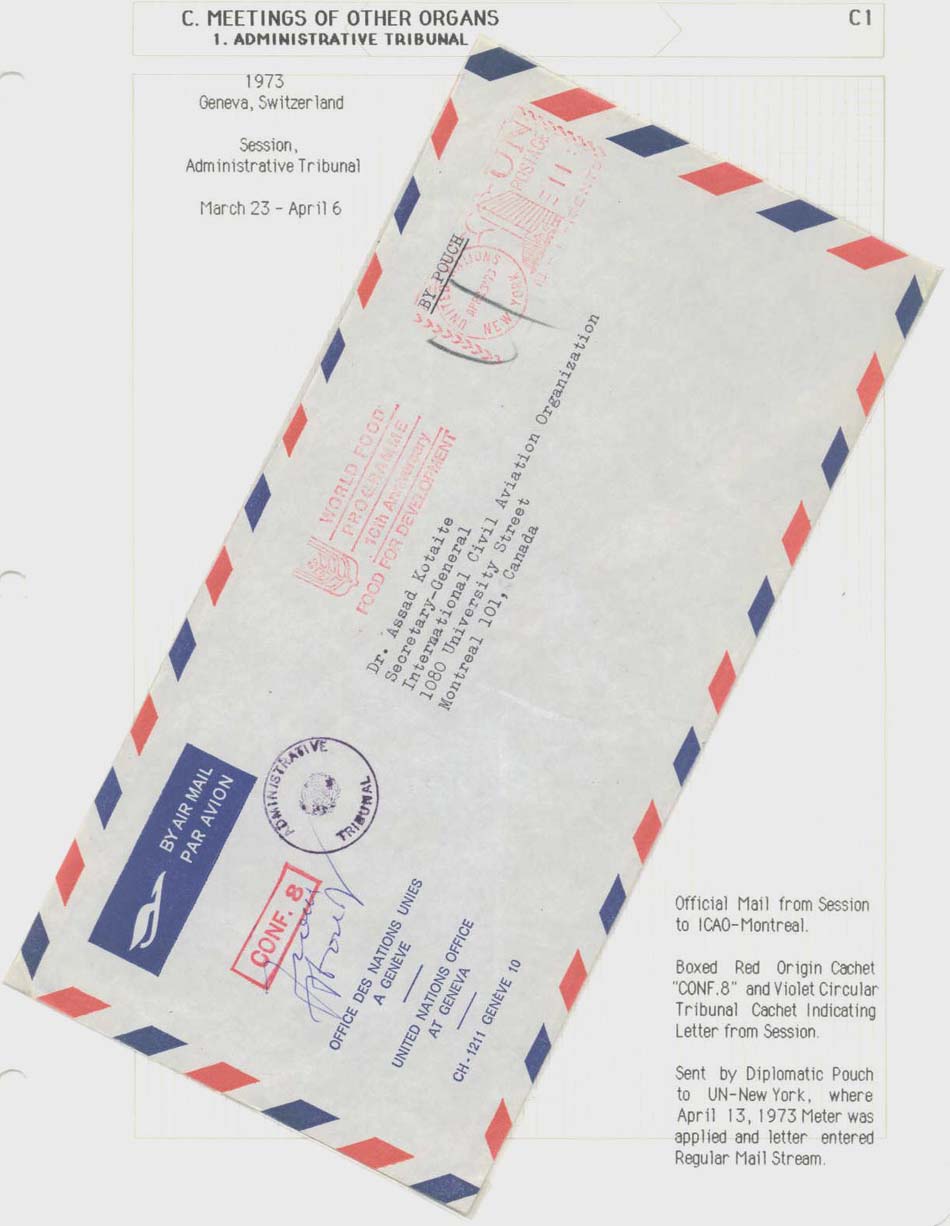 C. MEETINGS OF OTHER ORGANS
C1
1. ADMINISTRATIVE TRIBUNAL
1973
Geneva, Switzerland
Session,
Administrative Tribunal
March 23 - April 6
UN
POSTAGE
BY POUCH
UNITED NATIONS
NEW YORK
WORLD FOOD
PROGRAMME
10th Anniversary
FOOD FOR DEVELOPMENT
Dr. Assad Kotaite
Secretary-General
International Civil Aviation Organization
1080 University Street
Montreal 101, Canada
BY AIR MAIL
PAR AVION
ADMINISTRATIVE
TRIBUNAL
CONF. 8
OFFICE DES NATIONS UNIES
A GENÈVE
UNITED NATIONS OFFICE
AT GENEVA
CH - 1211 GENÈVE 10
Official Mail from Session
to ICAO-Montreal.
Boxed Red Origin Cachet
"CONF.8" and Violet Circular
Tribunal Cachet Indicating
Letter from Session.
Sent by Diplomatic Pouch
to UN-New York, where
April 13, 1973 Meter was
applied and letter entered
Regular Mail Stream.